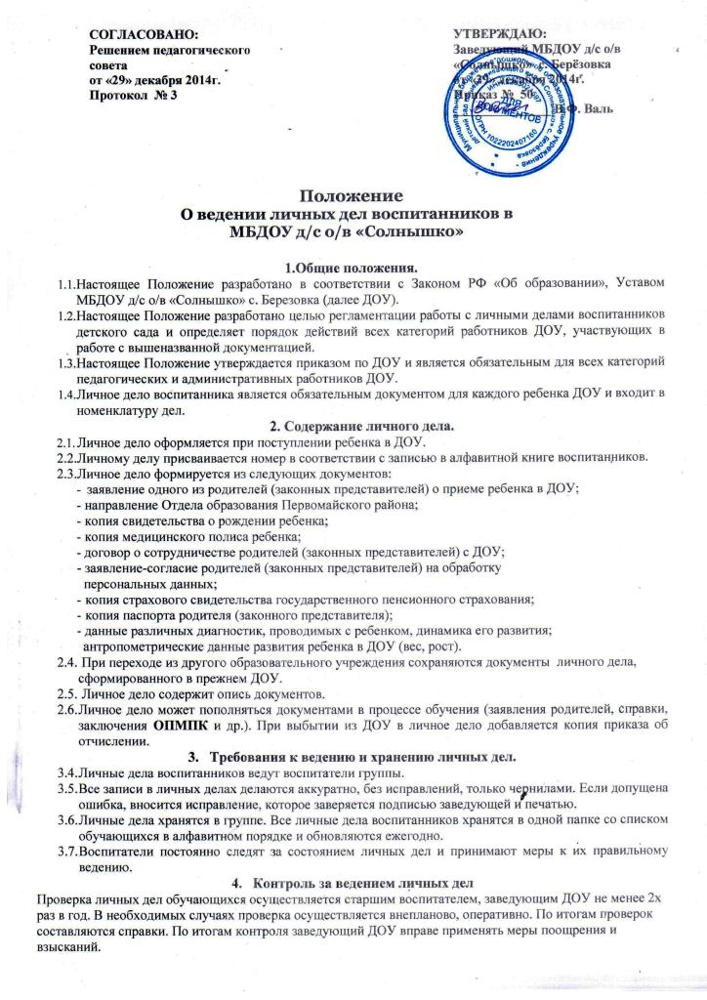 СОГЛАСОВАНО:
Решением педагогического
совета
от «29» декабря 2014г.
Протокол № 3
УТВЕРЖДАЮ:
Заведующий МБДОУ д/с о/в
«Солнышко» с. Берёзовка
от «29» декабря 2014г.
Приказ № 50
В.Ф. Валь
ДЛЯ
ДОКУМЕНТОВ
ОГРН 1022202407160
Положение
О ведении личных дел воспитанников в
МБДОУ д/с о/в «Солнышко»
1.Общие положения.
1.1.Настоящее Положение разработано в соответствии с Законом РФ «Об образовании», Уставом
МБДОУ д/с о/в «Солнышко» с. Березовка (далее ДОУ).
1.2.Настоящее Положение разработано целью регламентации работы с личными делами воспитанников
детского сада и определяет порядок действий всех категорий работников ДОУ, участвующих в
работе с вышеназванной документацией.
1.3.Настоящее Положение утверждается приказом по ДОУ и является обязательным для всех категорий
педагогических и административных работников ДОУ.
1.4.Личное дело воспитанника является обязательным документом для каждого ребенка ДОУ и входит в
номенклатуру дел.
2. Содержание личного дела.
2.1.Личное дело оформляется при поступлении ребенка в ДОУ.
2.2.Личному делу присваивается номер в соответствии с записью в алфавитной книге воспитанников.
2.3.Личное дело формируется из следующих документов:
- заявление одного из родителей (законных представителей) о приеме ребенка в ДОУ;
- направление Отдела образования Первомайского района;
- копия свидетельства о рождении ребенка;
- копия медицинского полиса ребенка;
- договор о сотрудничестве родителей (законных представителей) с ДОУ;
- заявление-согласие родителей (законных представителей) на обработку
персональных данных;
- копия страхового свидетельства государственного пенсионного страхования;
- копия паспорта родителя (законного представителя);
- данные различных диагностик, проводимых с ребенком, динамика его развития;
антропометрические данные развития ребенка в ДОУ (вес, рост).
2.4. При переходе из другого образовательного учреждения сохраняются документы личного дела,
сформированного в прежнем ДОУ.
2.5. Личное дело содержит опись документов.
2.6.Личное дело может пополняться документами в процессе обучения (заявления родителей, справки,
заключения ОПМПК и др.). При выбытии из ДОУ в личное дело добавляется копия приказа об
отчислении.
3. Требования к ведению и хранению личных дел.
3.4.Личные дела воспитанников ведут воспитатели группы.
3.5.Все записи в личных делах делаются аккуратно, без исправлений, только чернилами. Если допущена
ошибка, вносится исправление, которое заверяется подписью заведующей и печатью.
3.6.Личные дела хранятся в группе. Все личные дела воспитанников хранятся в одной папке со списком
обучающихся в алфавитном порядке и обновляются ежегодно.
3.7.Воспитатели постоянно следят за состоянием личных дел и принимают меры к их правильному
ведению.
4. Контроль за ведением личных дел
Проверка личных дел обучающихся осуществляется старшим воспитателем, заведующим ДОУ не менее 2х
раз в год. В необходимых случаях проверка осуществляется внепланово, оперативно. По итогам проверок
составляются справки. По итогам контроля заведующий ДОУ вправе применять меры поощрения и
взысканий.